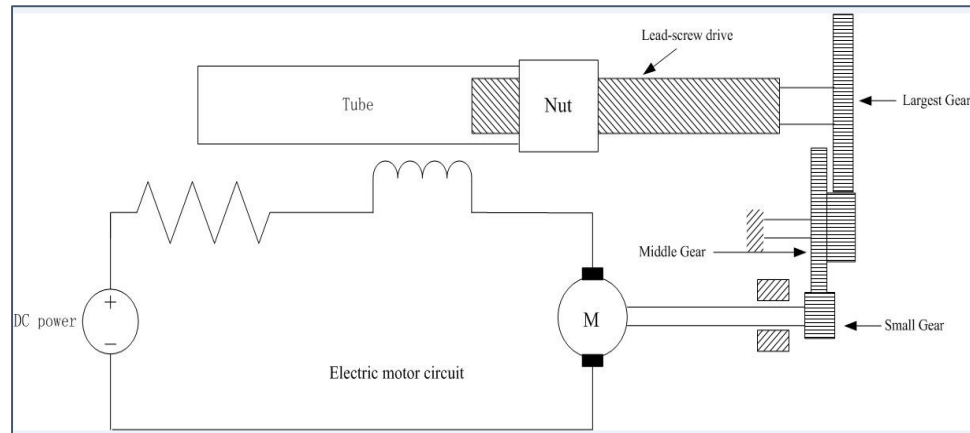 Lead-screw drive
Tube
Nut
Largest Gear
Middle Gear
DC power
+
−
M
Small Gear
Electric motor circuit